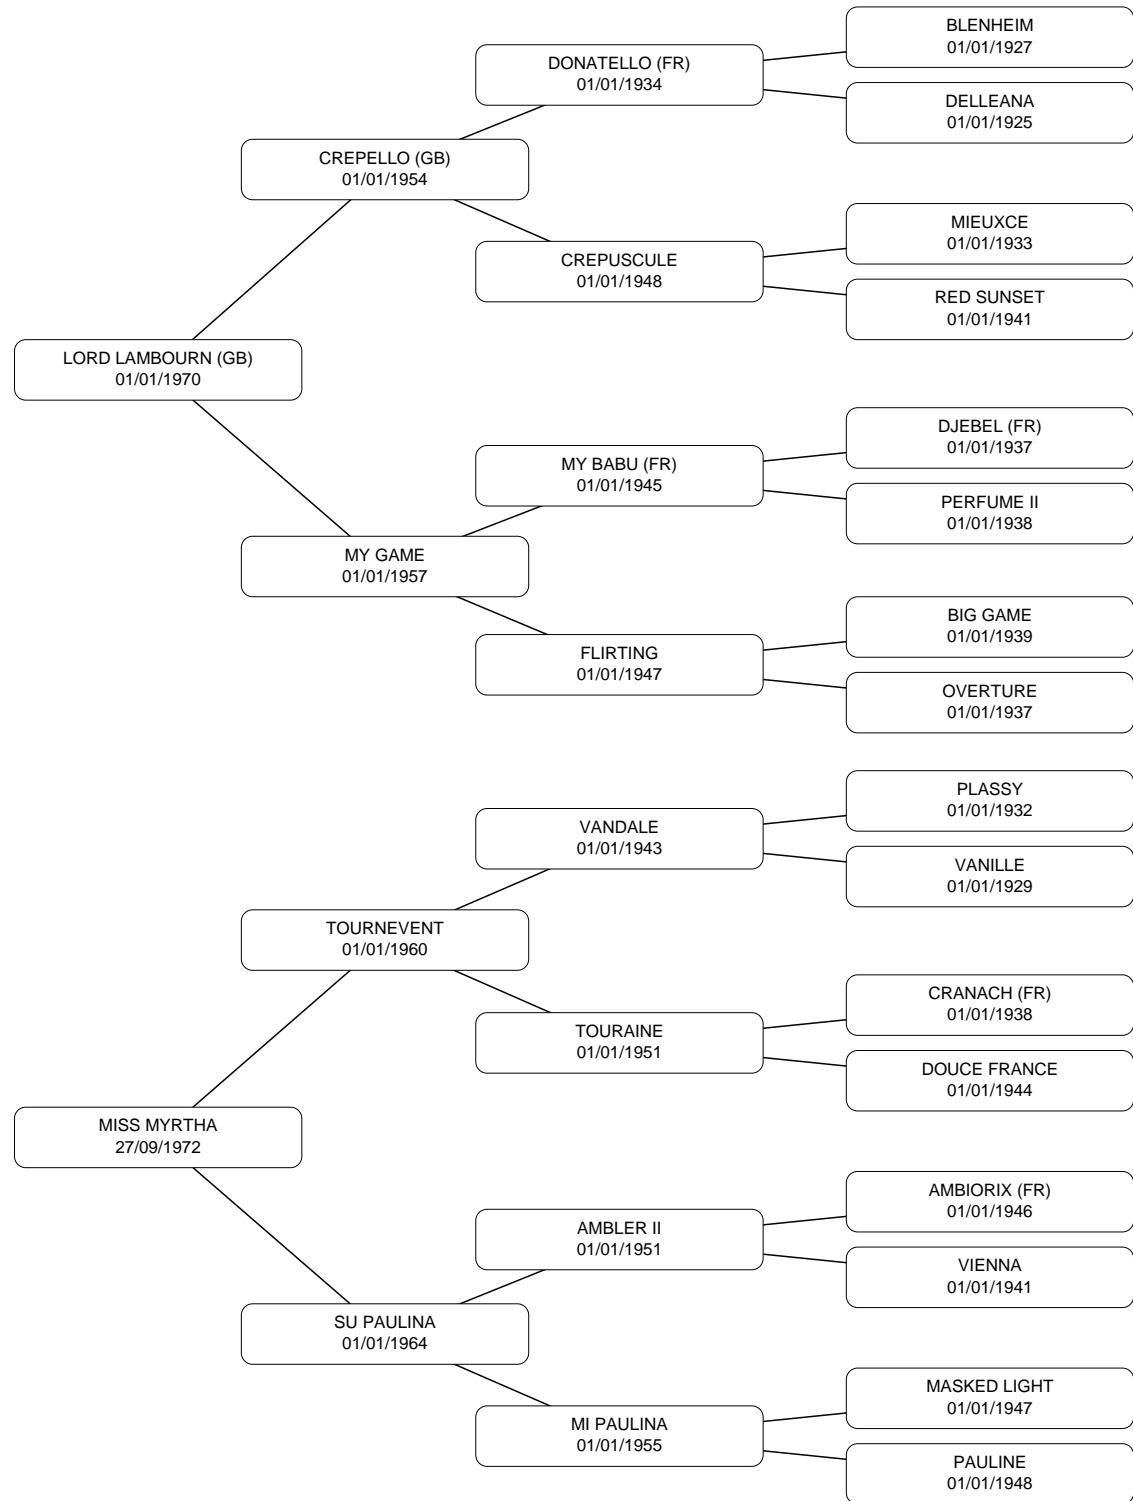 BLENHEIM
01/01/1927
DONATELLO (FR)
01/01/1934
DELLEANA
01/01/1925
CREPELLO (GB)
01/01/1954
MIEUXCE
01/01/1933
CREPUSCULE
01/01/1948
RED SUNSET
01/01/1941
LORD LAMBOURN (GB)
01/01/1970
DJEBEL (FR)
01/01/1937
MY BABU (FR)
01/01/1945
PERFUME II
01/01/1938
MY GAME
01/01/1957
BIG GAME
01/01/1939
FLIRTING
01/01/1947
OVERTURE
01/01/1937
PLASSY
01/01/1932
VANDALE
01/01/1943
VANILLE
01/01/1929
TOURNEVENT
01/01/1960
CRANACH (FR)
01/01/1938
TOURAINE
01/01/1951
DOUCE FRANCE
01/01/1944
MISS MYRTHA
27/09/1972
AMBIORIX (FR)
01/01/1946
AMBLER II
01/01/1951
VIENNA
01/01/1941
SU PAULINA
01/01/1964
MASKED LIGHT
01/01/1947
MI PAULINA
01/01/1955
PAULINE
01/01/1948